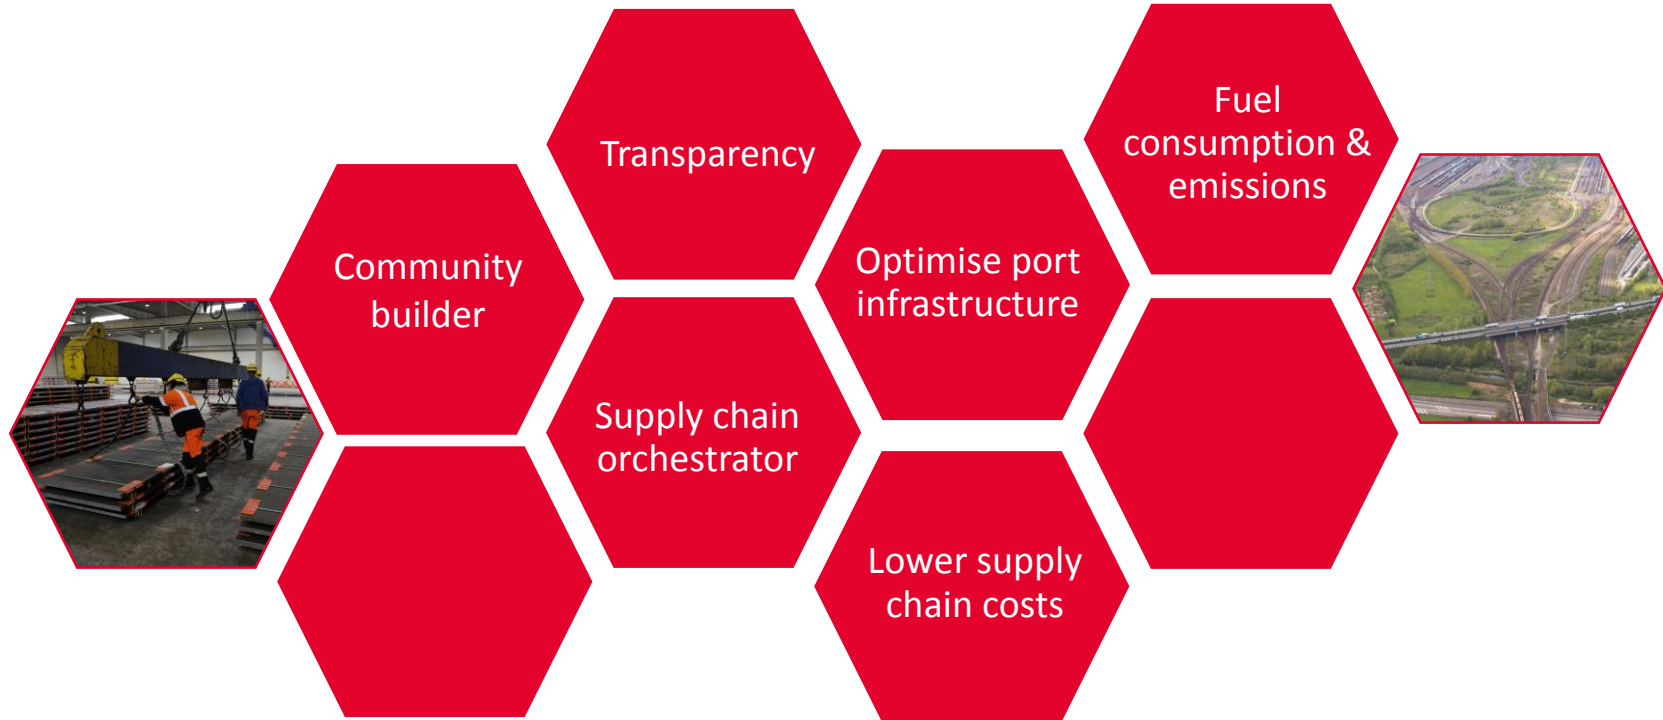 Community
builder
Transparency
Supply chain
orchestrator
Optimise port
infrastructure
Lower supply
chain costs
Fuel
consumption &
emissions